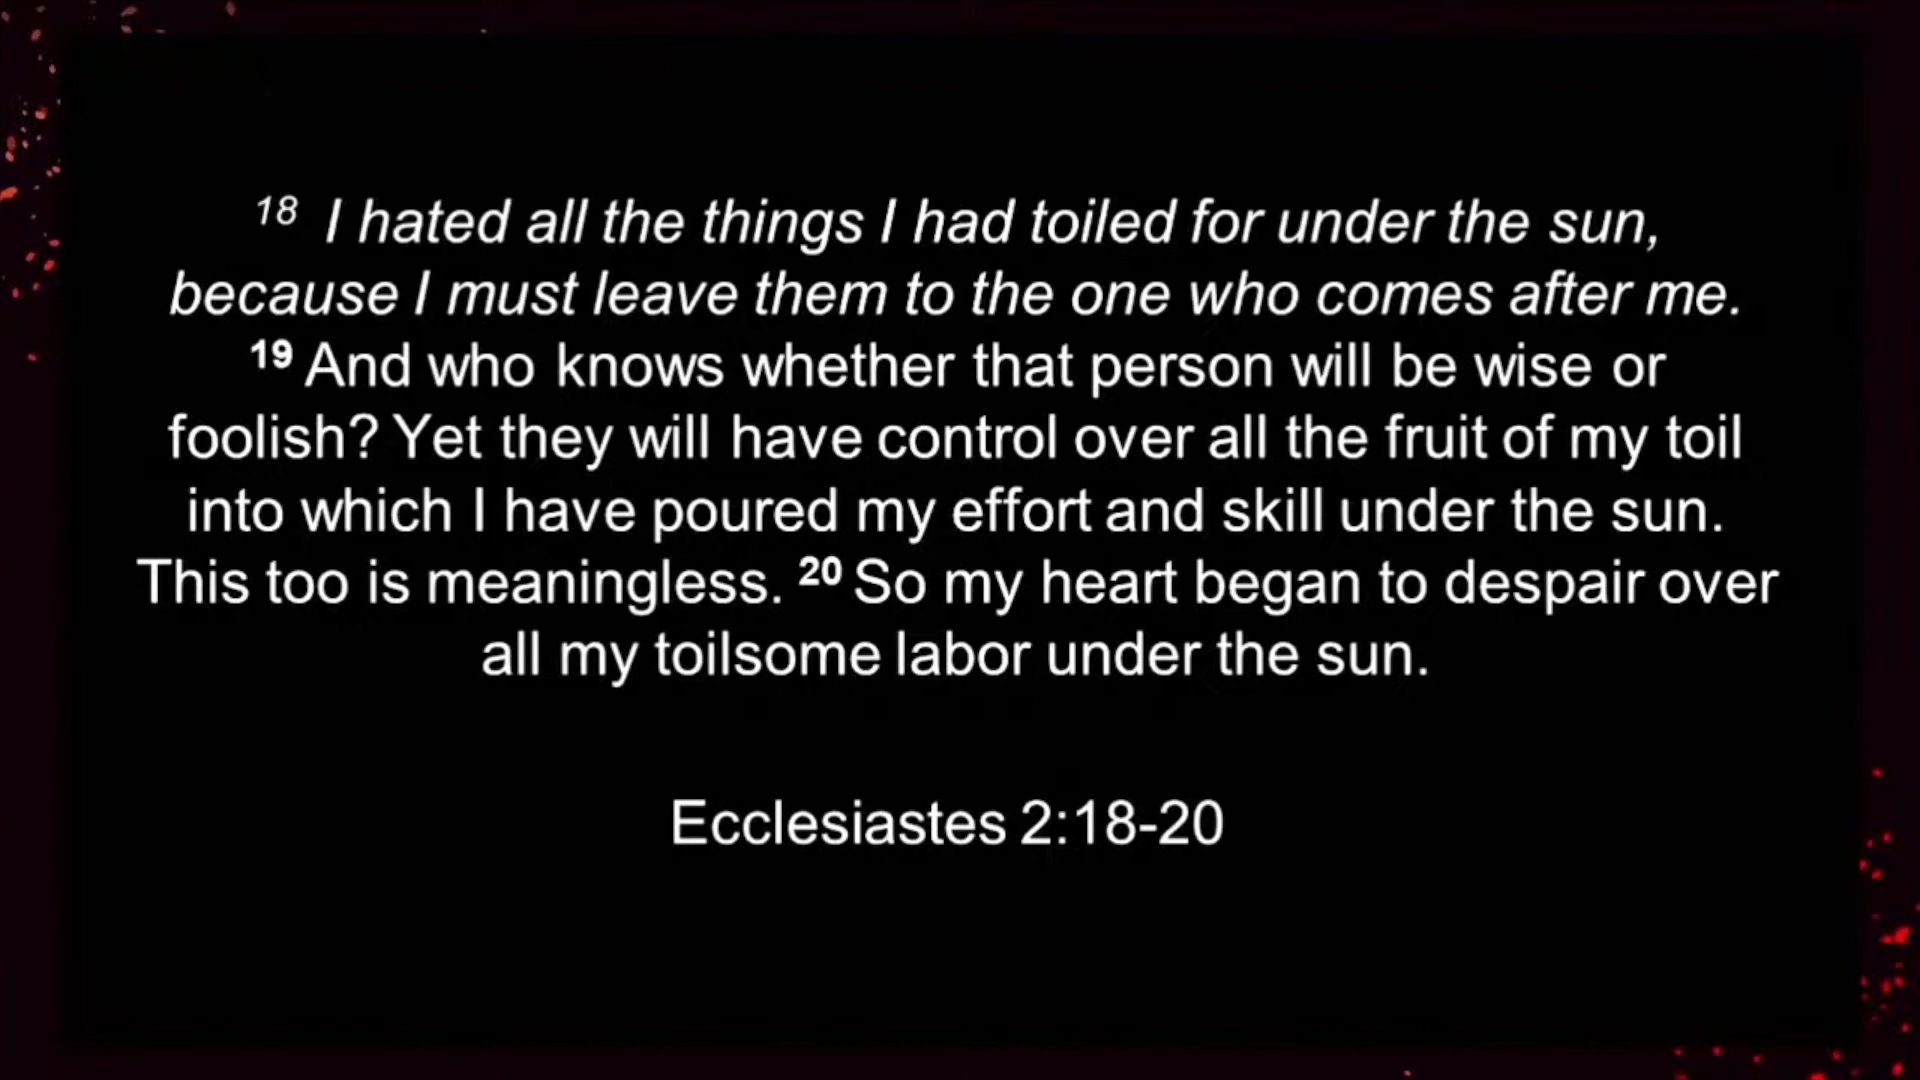 18 I hated all the things I had toiled for under the sun,
because I must leave them to the one who comes after me.
19 And who knows whether that person will be wise or
foolish? Yet they will have control over all the fruit of my toil
into which I have poured my effort and skill under the sun.
This too is meaningless. 20 So my heart began to despair over
all my toilsome labor under the sun.
Ecclesiastes 2:18-20